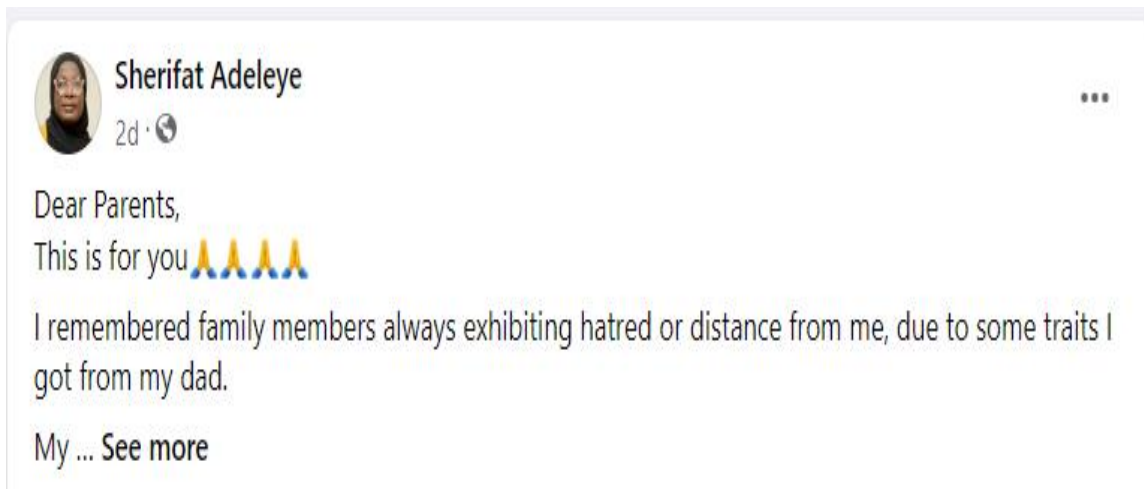 Sherifat Adeleye
2d ·
Dear Parents,
This is for you🙏🙏🙏🙏
I remembered family members always exhibiting hatred or distance from me, due to some traits I
got from my dad.
My ... See more